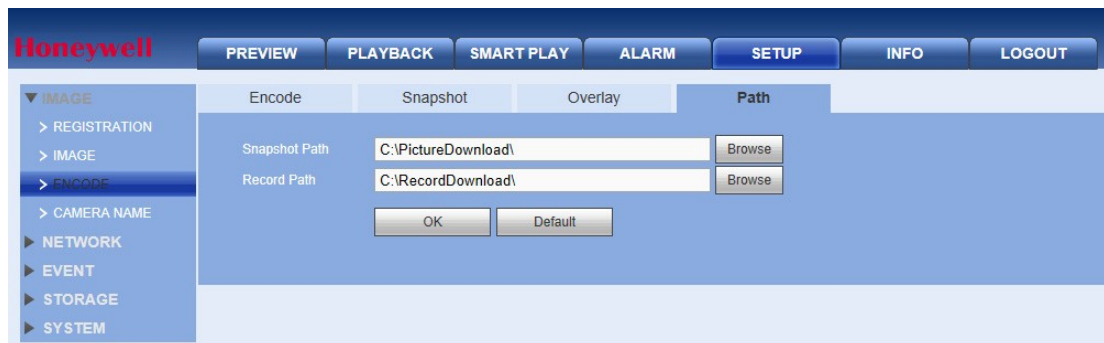 Honeywell
PREVIEW PLAYBACK SMART PLAY ALARM SETUP INFO LOGOUT
IMAGE
REGISTRATION
IMAGE
ENCODE
CAMERA NAME
NETWORK
EVENT
STORAGE
SYSTEM
Encode Snapshot Overlay Path
Snapshot Path C:\PictureDownload\ Browse
Record Path C:\RecordDownload\ Browse
OK Default